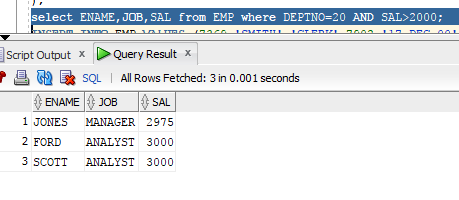 );
select ENAME,JOB,SAL from EMP where DEPTNO=20 AND SAL>2000;
Script Output × Query Result ×
SQL | All Rows Fetched: 3 in 0.001 seconds
ENAME JOB SAL
1 JONES MANAGER 2975
2 FORD ANALYST 3000
3 SCOTT ANALYST 3000